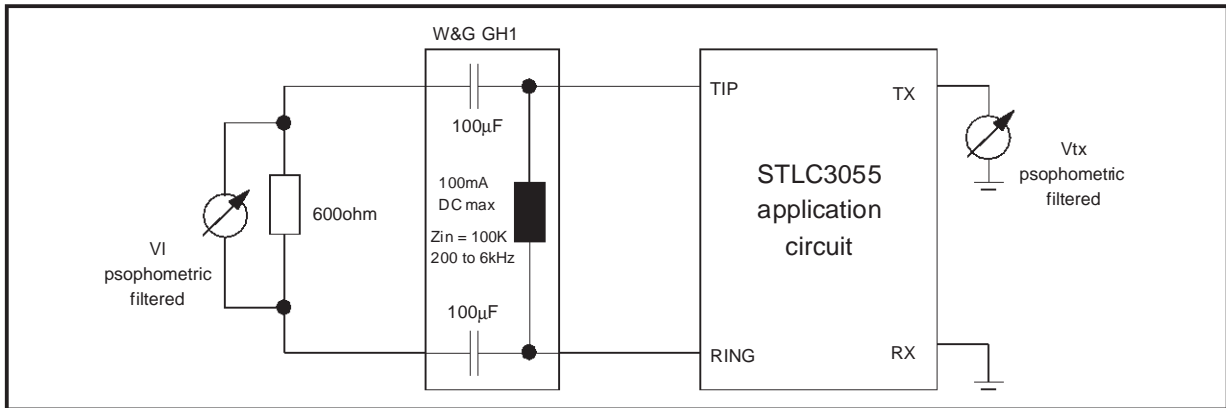 W&G GH1
100μF
100mA
DC max
Zin = 100K
200 to 6kHz
100μF
600ohm
VI
psophometric
filtered
TIP
RING
STLC3055
application
circuit
TX
RX
Vtx
psophometric
filtered